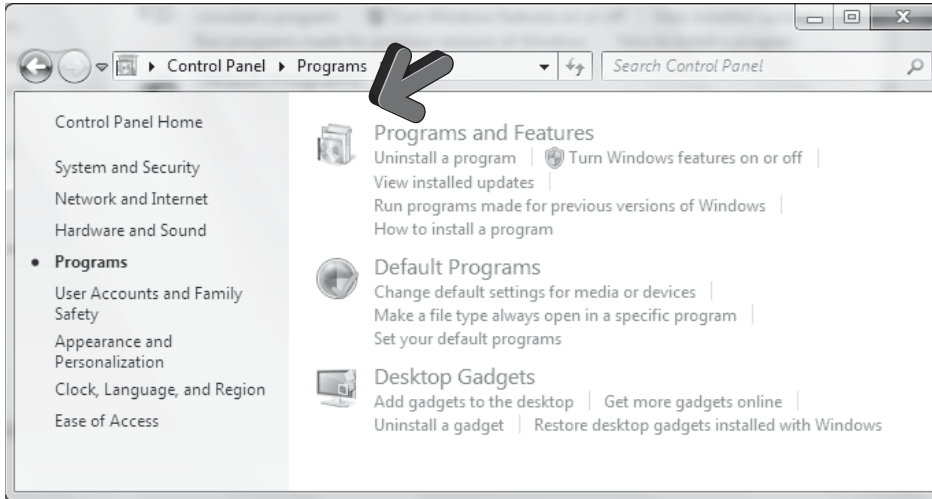 Control Panel Programs
Search Control Panel
Control Panel Home
System and Security
Network and Internet
Hardware and Sound
Programs
User Accounts and Family
Safety
Appearance and
Personalization
Clock, Language, and Region
Ease of Access
Programs and Features
Uninstall a program Turn Windows features on or off
View installed updates
Run programs made for previous versions of Windows
How to install a program
Default Programs
Change default settings for media or devices
Make a file type always open in a specific program
Set your default programs
Desktop Gadgets
Add gadgets to the desktop Get more gadgets online
Uninstall a gadget Restore desktop gadgets installed with Windows